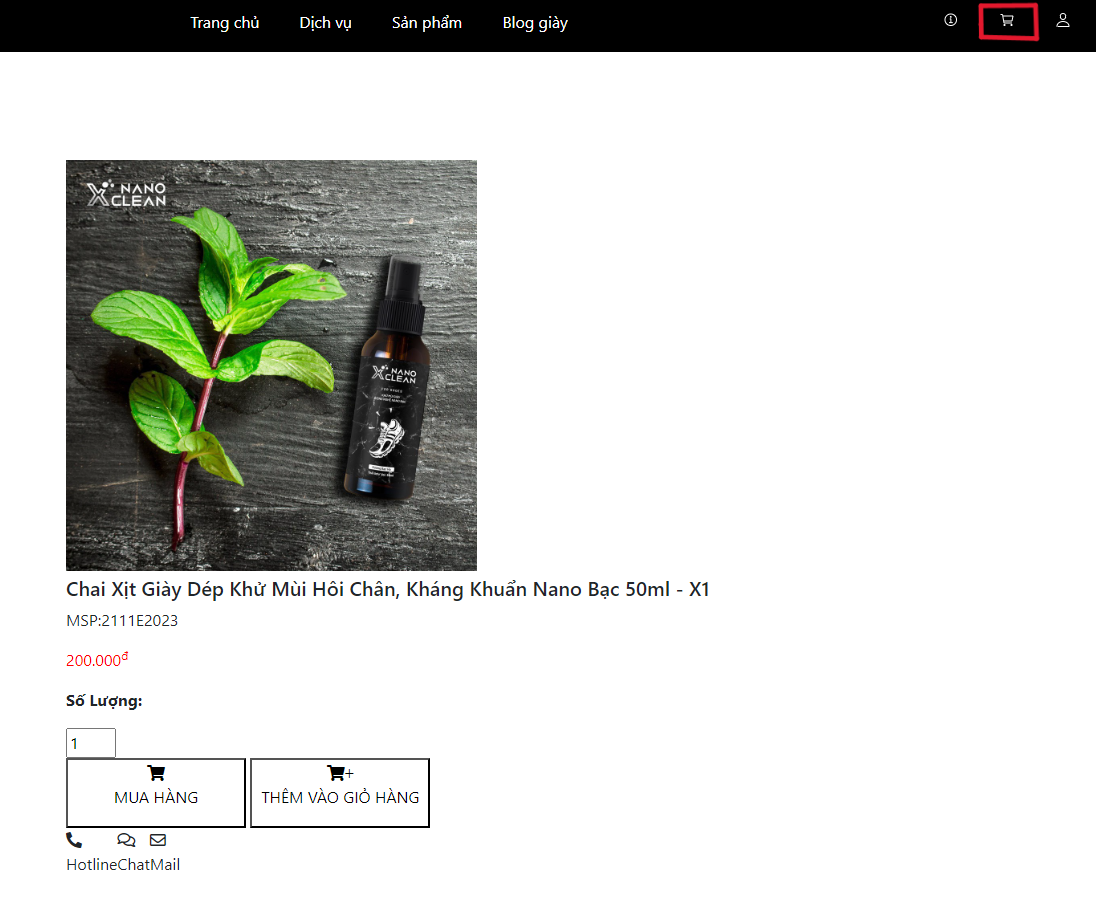 Trang chủ Dịch vụ Sản phẩm Blog giày
NANO
CLEAN
NANO
CLEAN
Chai Xịt Giày Dép Khử Mùi Hôi Chân, Kháng Khuẩn Nano Bạc 50ml - X1
MSP:2111E2023
200.000đ
Số Lượng:
1
+
MUA HÀNG THÊM VÀO GIỎ HÀNG
HotlineChatMail